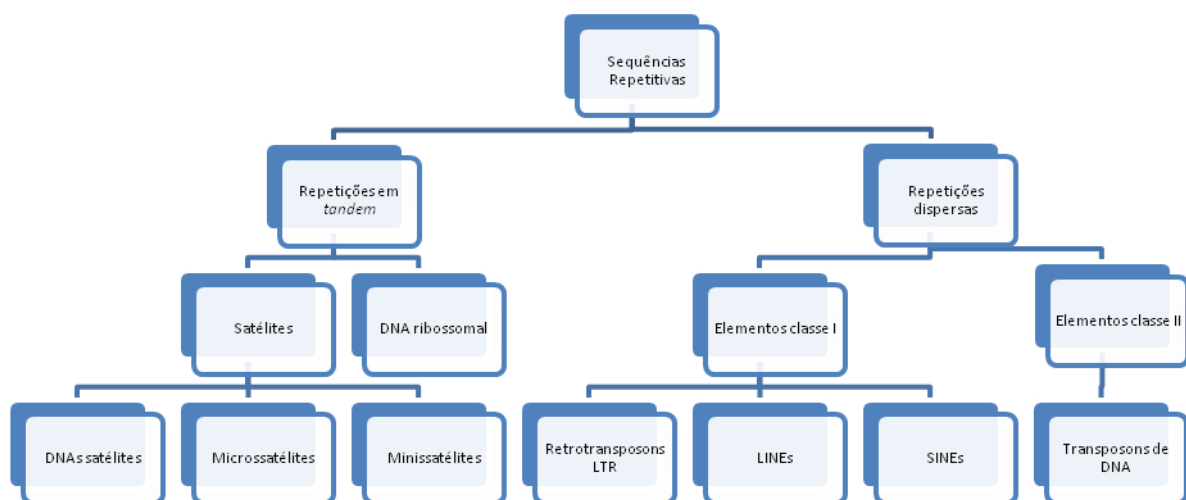 Sequências
Repetitivas
Repetições em
tandem
Repetições
dispersas
Satélites
DNA ribossomal
Elementos classe I
Elementos classe II
DNAs satélites
Microssatélites
Minissatélites
Retrotransposons
LTR
LINEs
SINEs
Transposons de
DNA